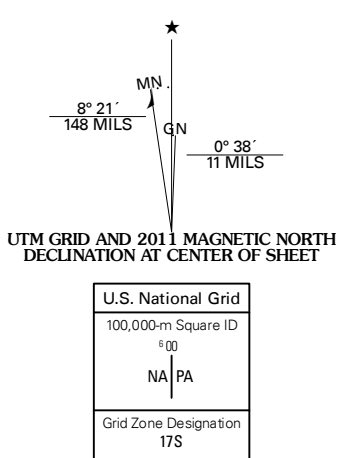 ★
MN
8° 21´
148 MILS
GN
0° 38´
11 MILS
UTM GRID AND 2011 MAGNETIC NORTH
DECLINATION AT CENTER OF SHEET
U.S. National Grid
100,000-m Square ID
⁶00
NA PA
Grid Zone Designation
17S